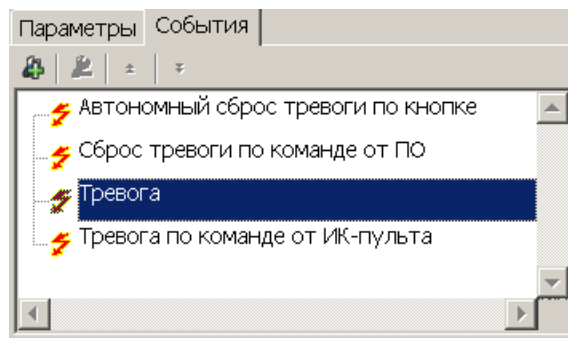 Параметры События
Автономный сброс тревоги по кнопке
Сброс тревоги по команде от ПО
Тревога
Тревога по команде от ИК-пульта